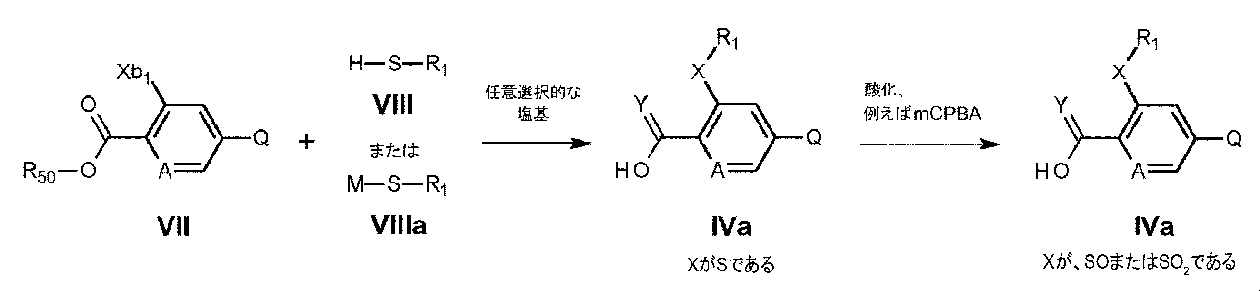 Xb₁
O
R₅₀
O
A
Q
VII
+
H−S−R₁
VIII
または
M−S−R₁
VIIIa
任意選択的な
塩基
R₁
X
Y
HO
A
Q
IVa
XがSである
酸化、
例えばmCPBA
R₁
X
Y
HO
A
Q
IVa
Xが、SOまたはSO₂である